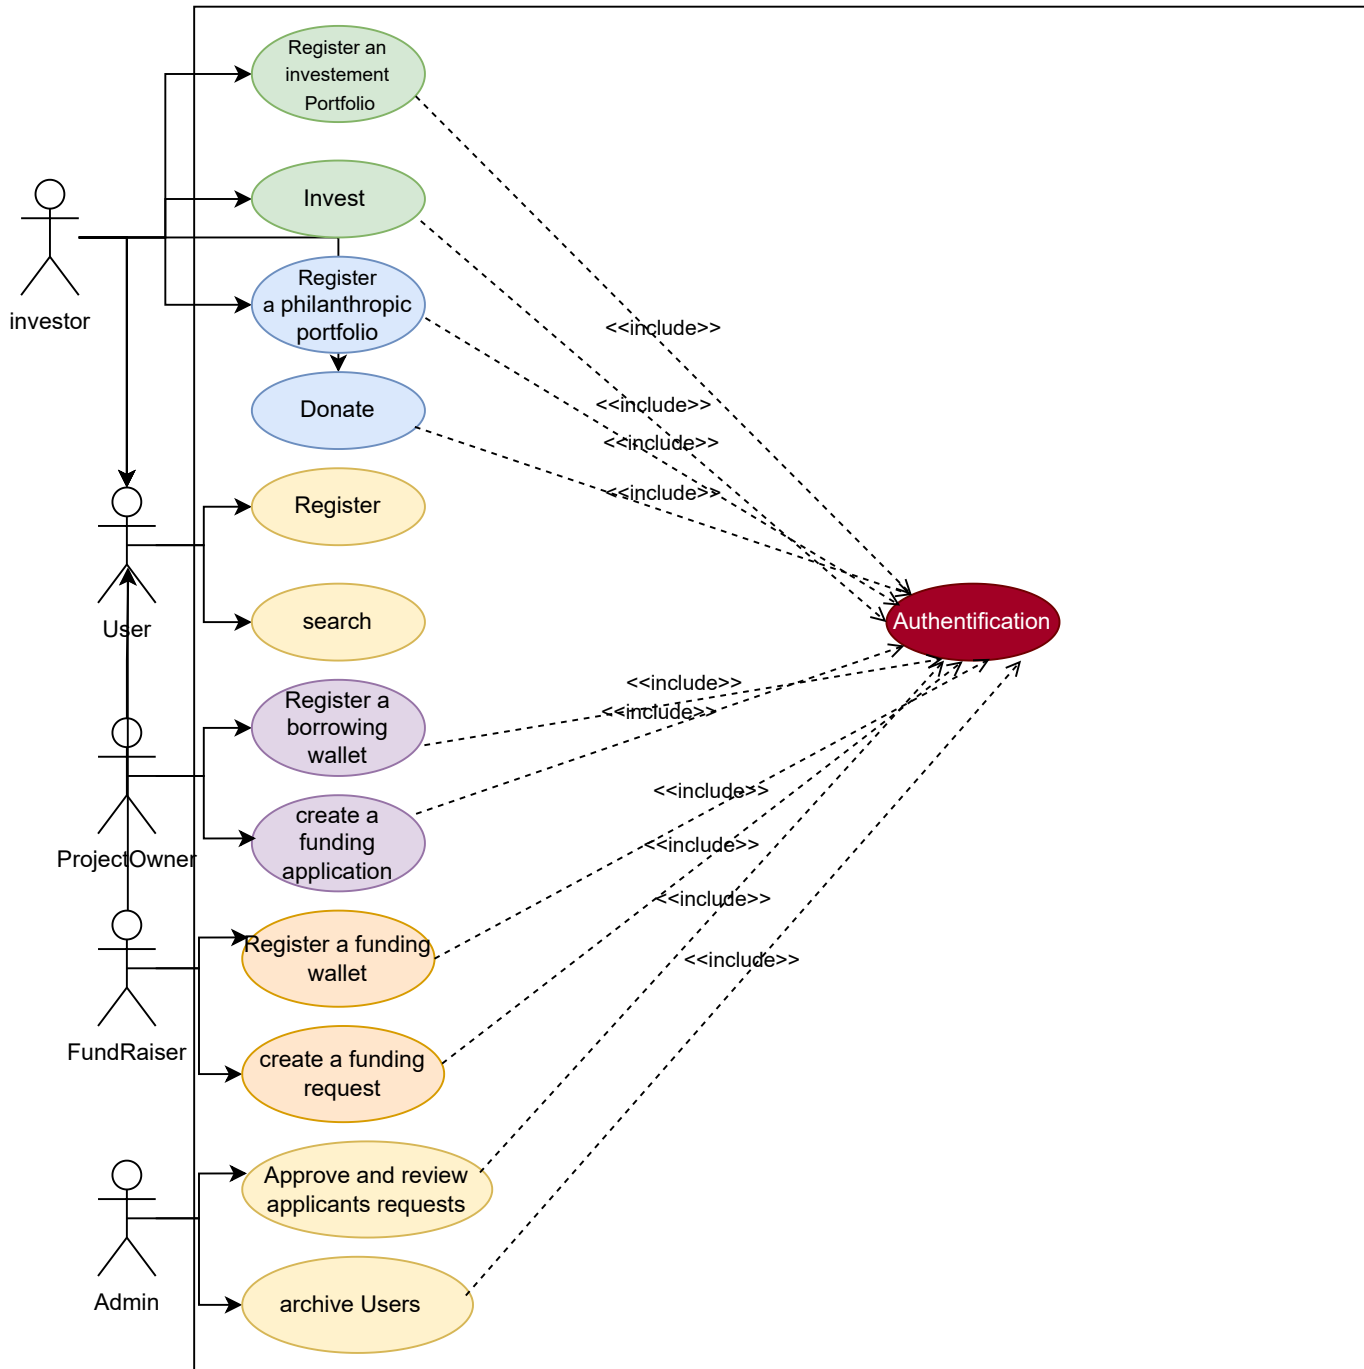 Register an
investement
Portfolio
Invest
investor
Register
a philanthropic
portfolio
<<include>>
Donate
<<include>>
<<include>>
<<include>>
Register
User
search
Authentification
Register a
borrowing
wallet
<<include>>
<<include>>
ProjectOwner
create a
funding
application
<<include>>
<<include>>
<<include>>
Register a funding
wallet
<<include>>
FundRaiser
create a funding
request
Approve and review
applicants requests
Admin
archive Users